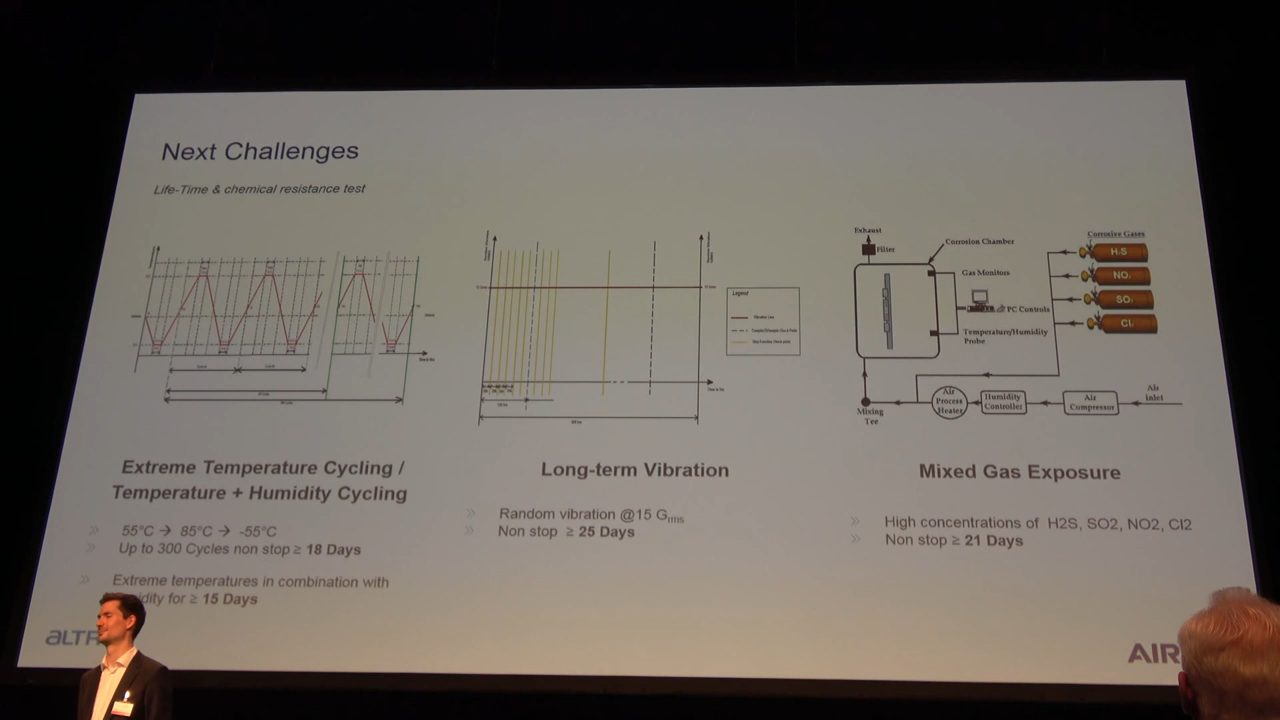 Next Challenges
Life-Time & chemical resistance test
Legend
Vibration Line
Exhaust
Filter
Corrosion Chamber
Gas Monitors
PC Controls
Temperature/Humidity
Probe
Corrosive Gases
H₂S
NO₂
SO₂
Cl₂
Mixing
Tee
Air
Process
Heater
Humidity
Controller
Air
Compressor
Air
inlet
Extreme Temperature Cycling /
Temperature + Humidity Cycling
» 55°C → 85°C → -55°C
» Up to 300 Cycles non stop ≥ 18 Days
» Extreme temperatures in combination with
for ≥ 15 Days
Long-term Vibration
» Random vibration @15 Grms
» Non stop ≥ 25 Days
Mixed Gas Exposure
» High concentrations of H2S, SO2, NO2, Cl2
» Non stop ≥ 21 Days
ALTR
AIR